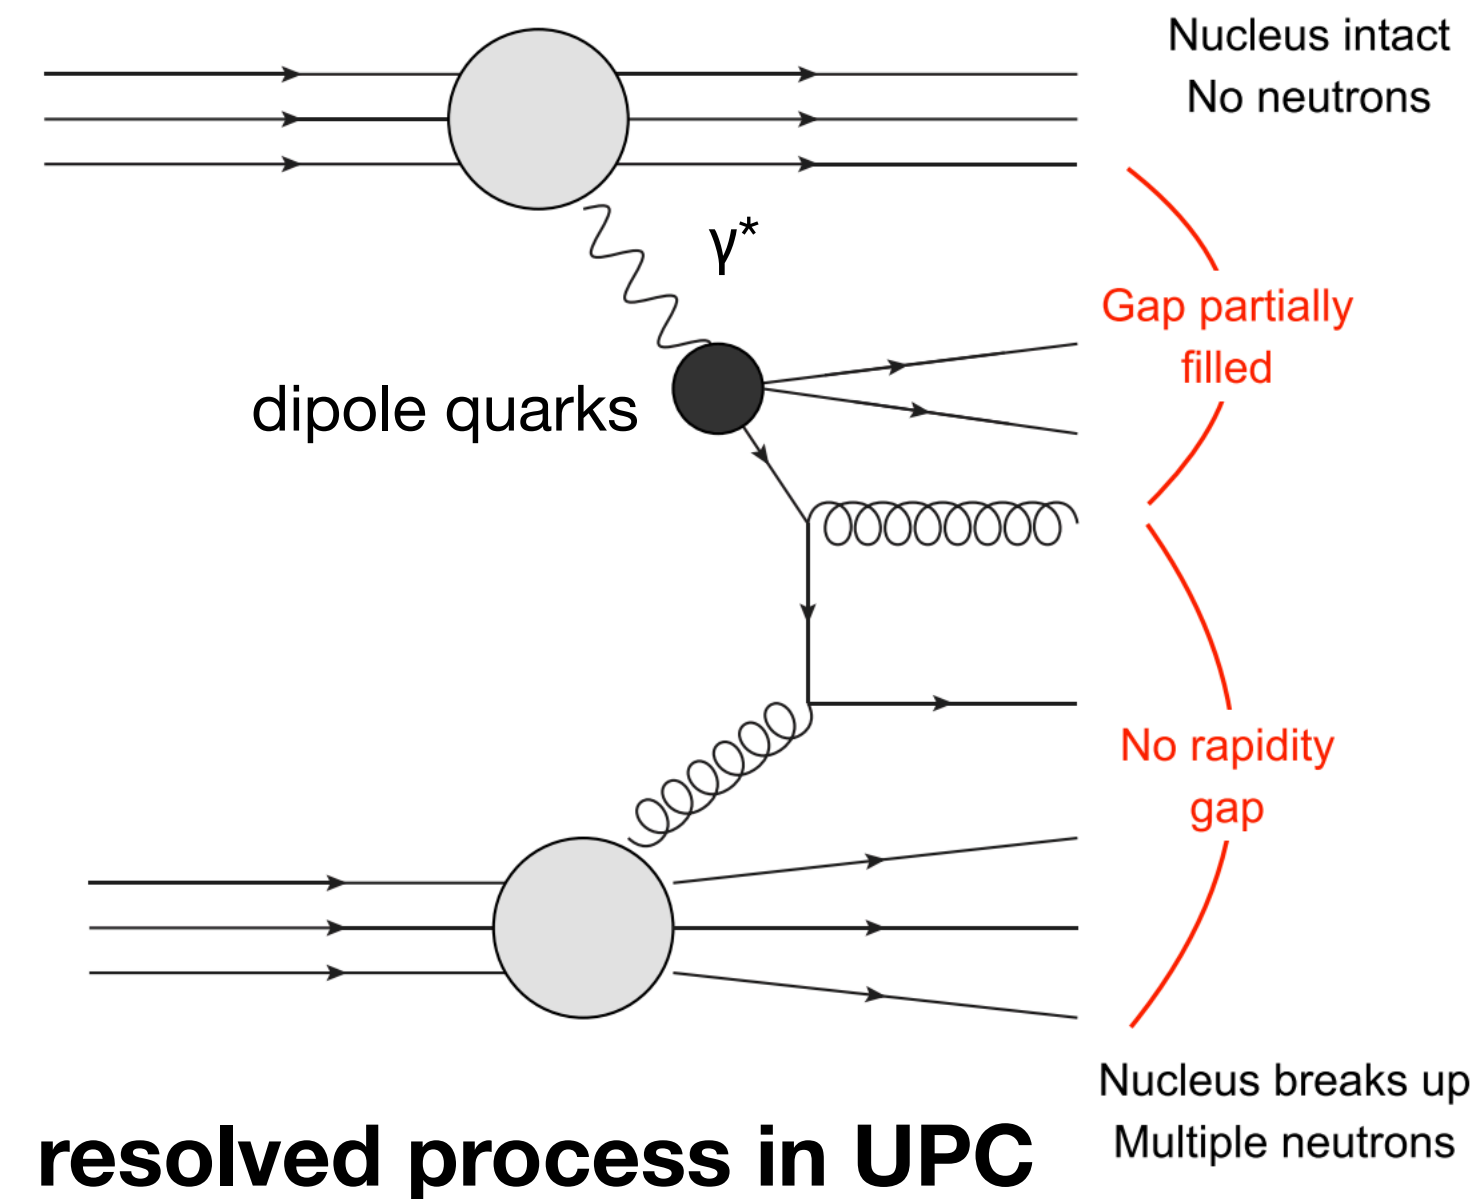 Nucleus intact
No neutrons
γ*
Gap partially
filled
dipole quarks
No rapidity
gap
Nucleus breaks up
Multiple neutrons
resolved process in UPC